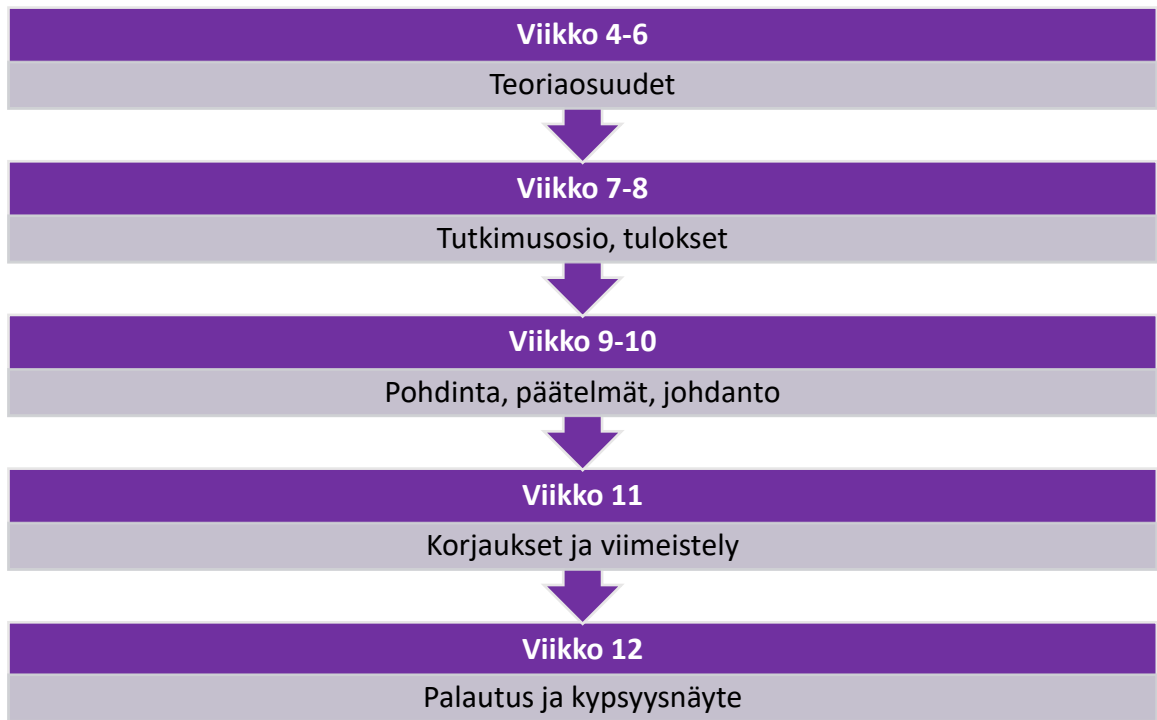 Viikko 4-6
Teoriaosuudet
Viikko 7-8
Tutkimusosio, tulokset
Viikko 9-10
Pohdinta, päätelmät, johdanto
Viikko 11
Korjaukset ja viimeistely
Viikko 12
Palautus ja kypsyysnäyte